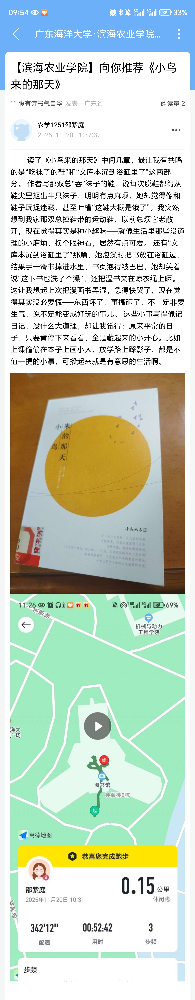 09:54 5G 5G 33%
广东海洋大学·滨海农业学院...
【滨海农业学院】向你推荐《小鸟
来的那天》
腹有诗书气自华 发表于广东省 阅读量 2
农学1251邵紫庭
2025-11-20 11:37:32
读了《小鸟来的那天》中间几章，最让我有共鸣
的是“吃袜子的鞋”和“文库本沉到浴缸里了”这两部
分。 作者写那双总“吞”袜子的鞋，说每次脱鞋都得从
鞋尖里抠出半只袜子，明明有点麻烦，她却觉得像和
鞋子玩捉迷藏，甚至吐槽“这鞋大概是饿了”。我突然
想到我家那双总掉鞋带的运动鞋，以前总烦它老散
开，现在觉得其实是种小趣味——就像生活里那些没道
理的小麻烦，换个眼神看，居然有点可爱。 还有“文
库本沉到浴缸里了”那篇，她泡澡时把书放在浴缸边，
结果手一滑书掉进水里，书页泡得皱巴巴，她却笑着
说“这下书也洗了个澡”，还把湿书夹在晾衣绳上晒。
这让我想起上次把漫画书弄湿，急得快哭了，现在觉
得其实没必要慌——东西坏了、事搞砸了，不一定非要
生气，说不定能变成好玩的事儿。 这些小事写得像记
日记，没什么大道理，却让我觉得：原来平常的日
子，只要肯停下来看看，全是藏起来的小开心。比如
上课偷偷在本子上画小人，放学路上踩影子，都是不
值一提的小事，可攒起来就是有意思的生活啊。
小鸟
来的那天
小鸟来る日
览
11:26 5G 5G 69%
创新路
机械与动力
工程学院
洋大
广场
终
图书馆
钟海楼B栋
起
高德地图
恭喜您完成跑步
0.15 公里
邵紫庭
2025年11月20日 10:31 休闲跑
紫荆路
342'12" 00:52:42 3
配速 用时 步频
步频